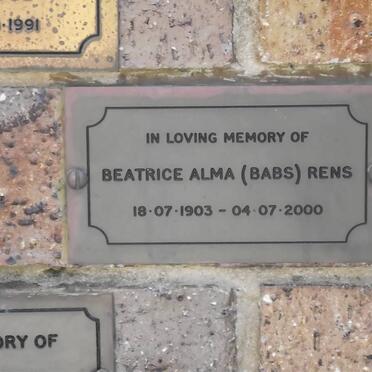 1991
IN LOVING MEMORY OF
BEATRICE ALMA (BABS) RENS
18·07·1903 - 04·07·2000
ORY OF